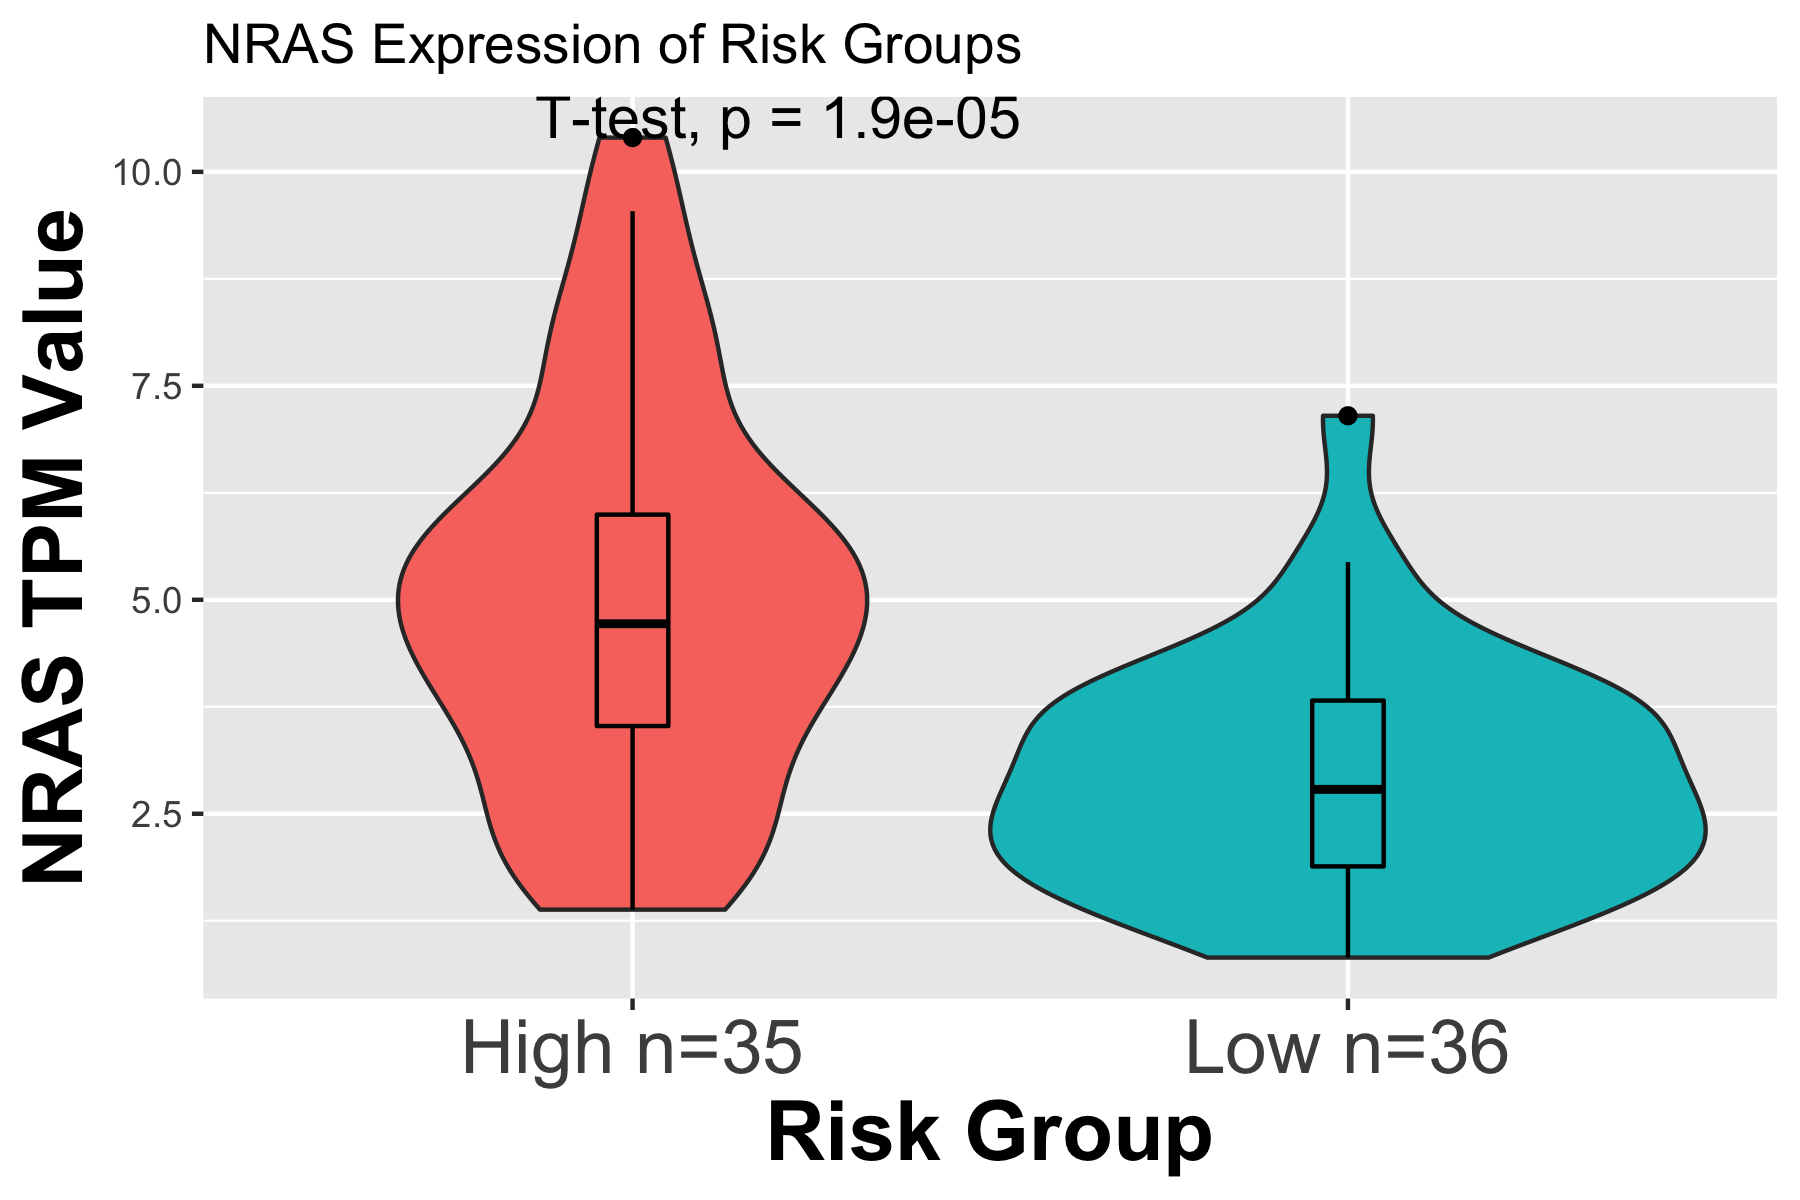 NRAS Expression of Risk Groups
T-test, p = 1.9e-05
NRAS TPM Value
10.0
7.5
5.0
2.5
High n=35
Low n=36
Risk Group